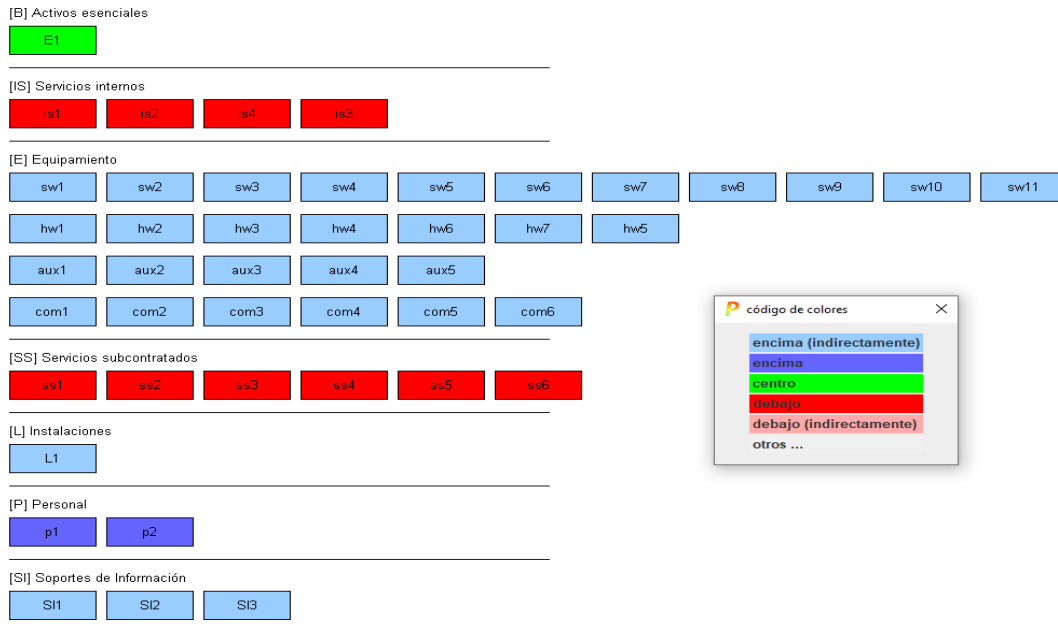 [B] Activos esenciales
E1
[IS] Servicios internos
is1 is2 is4 is3
[E] Equipamiento
sw1 sw2 sw3 sw4 sw5 sw6 sw7 sw8 sw9 sw10 sw11
hw1 hw2 hw3 hw4 hw6 hw7 hw5
aux1 aux2 aux3 aux4 aux5
com1 com2 com3 com4 com5 com6
[SS] Servicios subcontratados
ss1 ss2 ss3 ss4 ss5 ss6
[L] Instalaciones
L1
[P] Personal
p1 p2
[SI] Soportes de Información
SI1 SI2 SI3
P código de colores
encima (indirectamente)
encima
centro
debajo
debajo (indirectamente)
otros ...